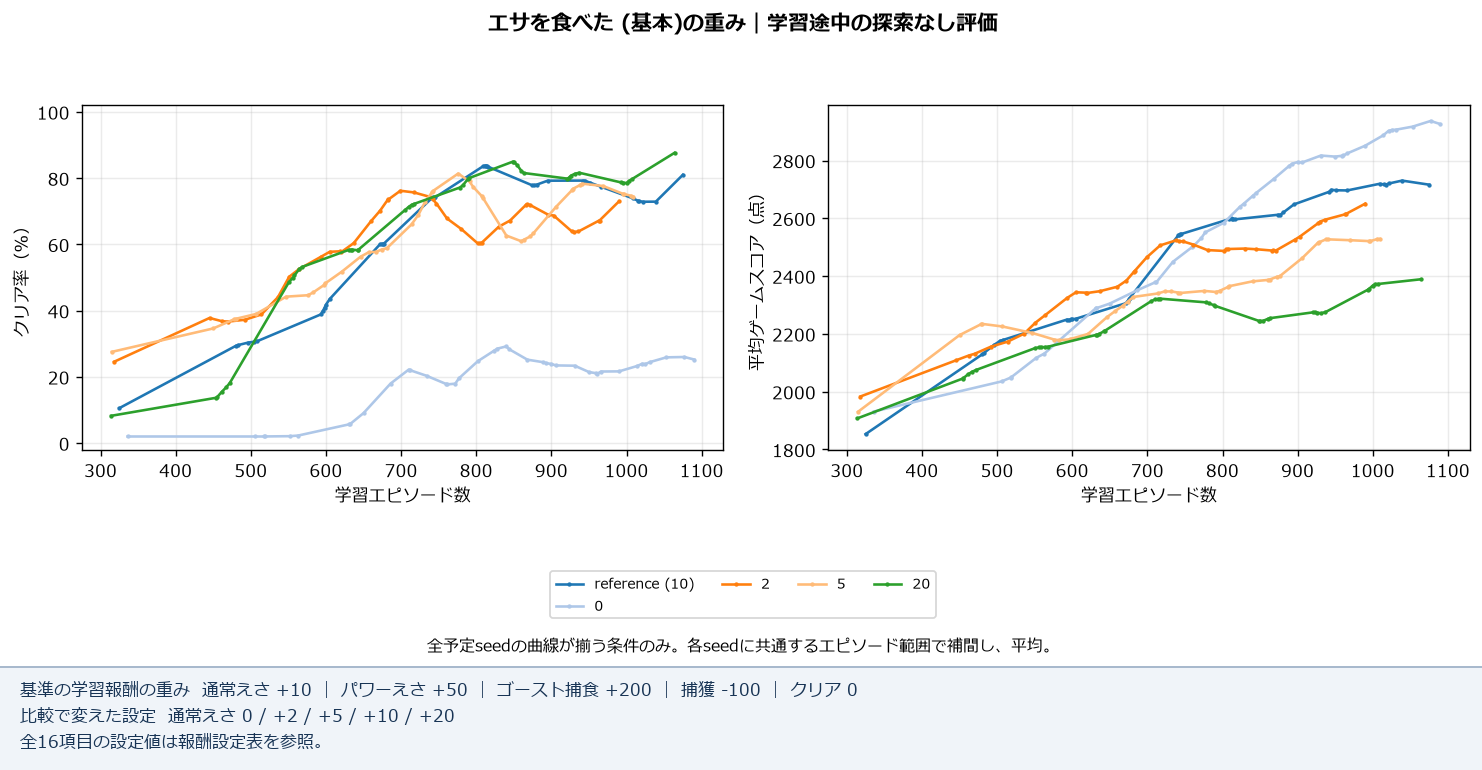 エサを食べた (基本)の重み｜学習途中の探索なし評価
クリア率 (%)
100
80
60
40
20
0
300 400 500 600 700 800 900 1000 1100
学習エピソード数
平均ゲームスコア (点)
2800
2600
2400
2200
2000
1800
300 400 500 600 700 800 900 1000 1100
学習エピソード数
reference (10) 2 5 20
0
全予定seedの曲線が揃う条件のみ。各seedに共通するエピソード範囲で補間し、平均。
基準の学習報酬の重み 通常えさ +10 ｜ パワーえさ +50 ｜ ゴースト捕食 +200 ｜ 捕獲 -100 ｜ クリア 0
比較で変えた設定 通常えさ 0 / +2 / +5 / +10 / +20
全16項目の設定値は報酬設定表を参照。